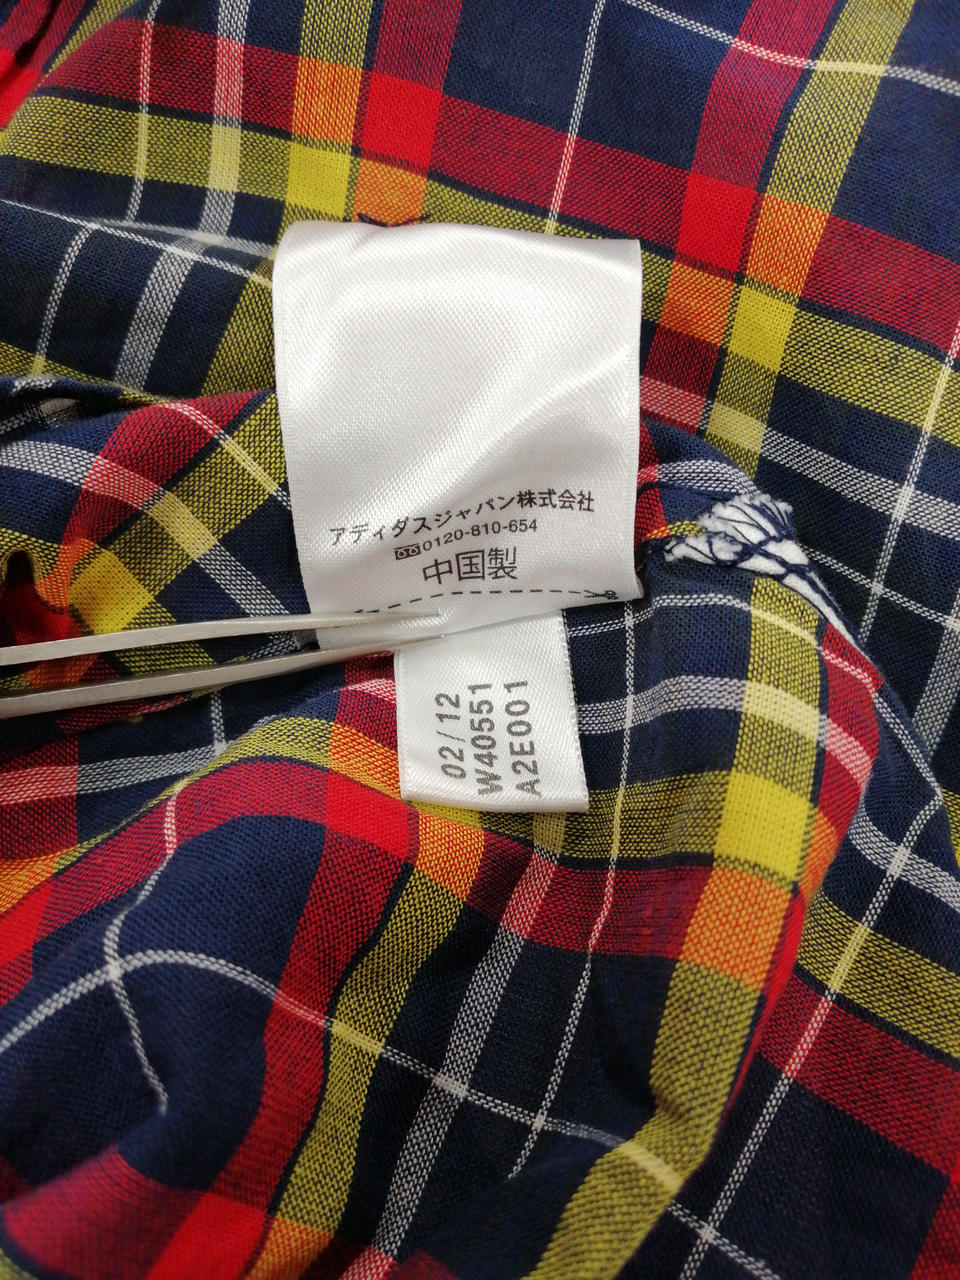 アディダスジャパン株式会社
0120-810-654
中国製
02/12
W40551
A2E001